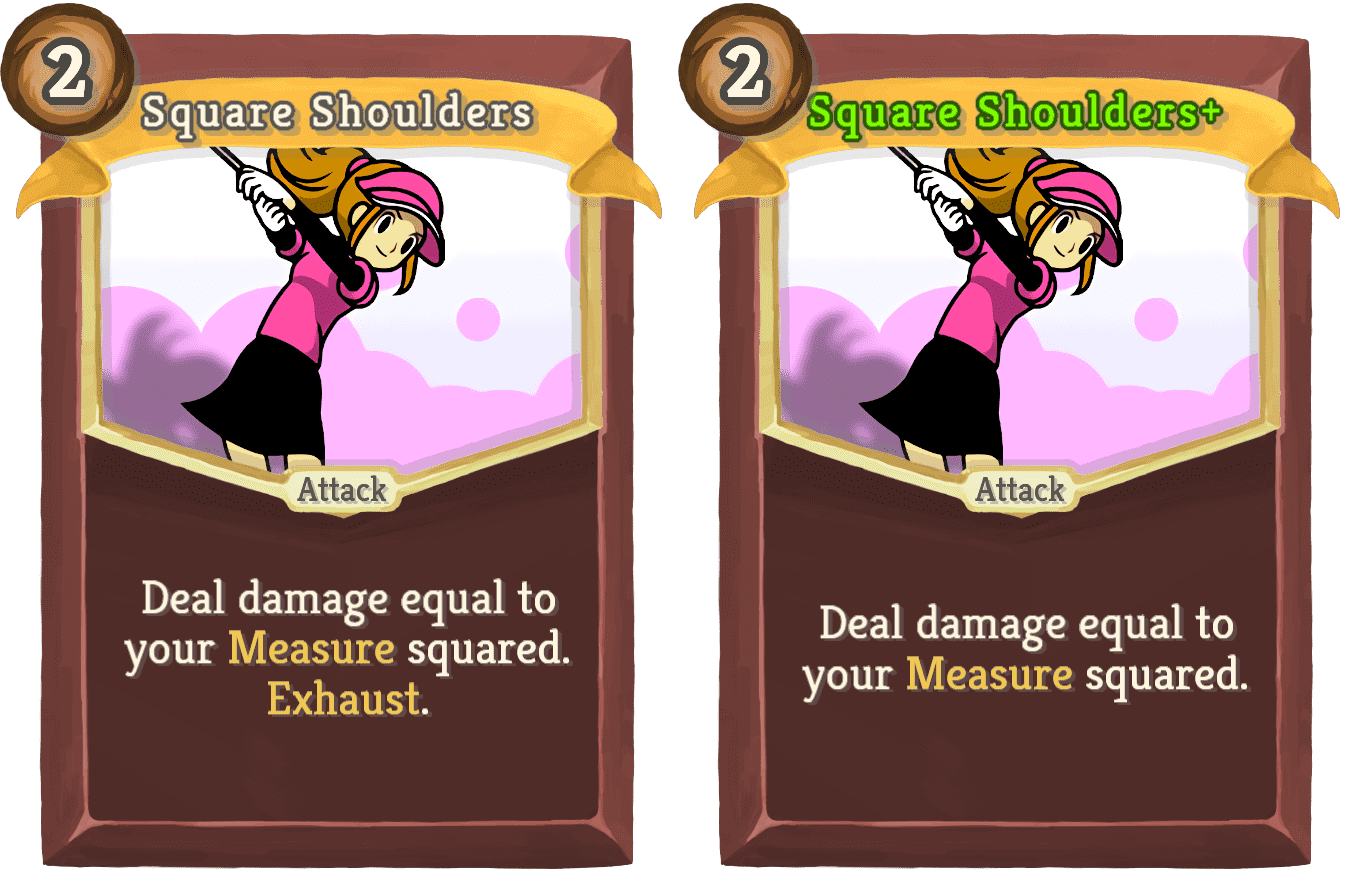 2
Square Shoulders
Attack
Deal damage equal to
your Measure squared.
Exhaust.
2
Square Shoulders+
Attack
Deal damage equal to
your Measure squared.